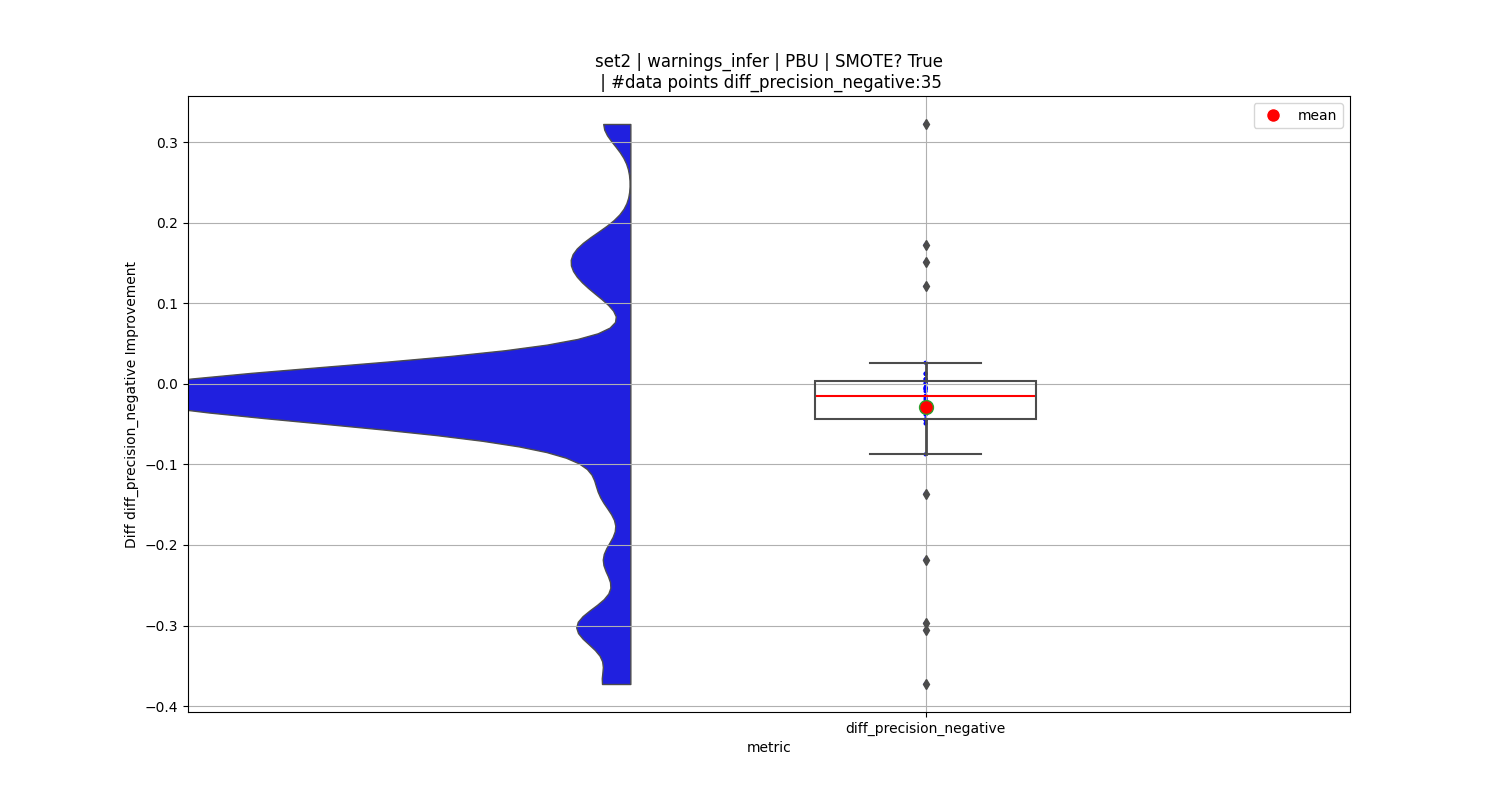 set2 | warnings_infer | PBU | SMOTE? True
| #data points diff_precision_negative:35
mean
0.3
0.2
0.1
0.0
−0.1
−0.2
−0.3
−0.4
Diff diff_precision_negative Improvement
diff_precision_negative
metric